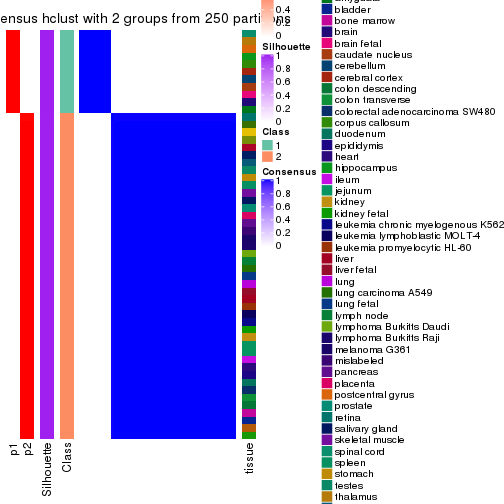 ensus hclust with 2 groups from 250 partitions
0.4
0.2
0
Silhouette
1
0.8
0.6
0.4
0.2
0
Class
1
2
Consensus
1
0.8
0.6
0.4
0.2
0
bladder
bone marrow
brain
brain fetal
caudate nucleus
cerebellum
cerebral cortex
colon descending
colon transverse
colorectal adenocarcinoma SW480
corpus callosum
duodenum
epididymis
heart
hippocampus
ileum
jejunum
kidney
kidney fetal
leukemia chronic myelogenous K562
leukemia lymphoblastic MOLT-4
leukemia promyelocytic HL-60
liver
liver fetal
lung
lung carcinoma A549
lung fetal
lymph node
lymphoma Burkitts Daudi
lymphoma Burkitts Raji
melanoma G361
mislabeled
pancreas
placenta
postcentral gyrus
prostate
retina
salivary gland
skeletal muscle
spinal cord
spleen
stomach
testes
thalamus
p1
p2
Silhouette
Class
tissue